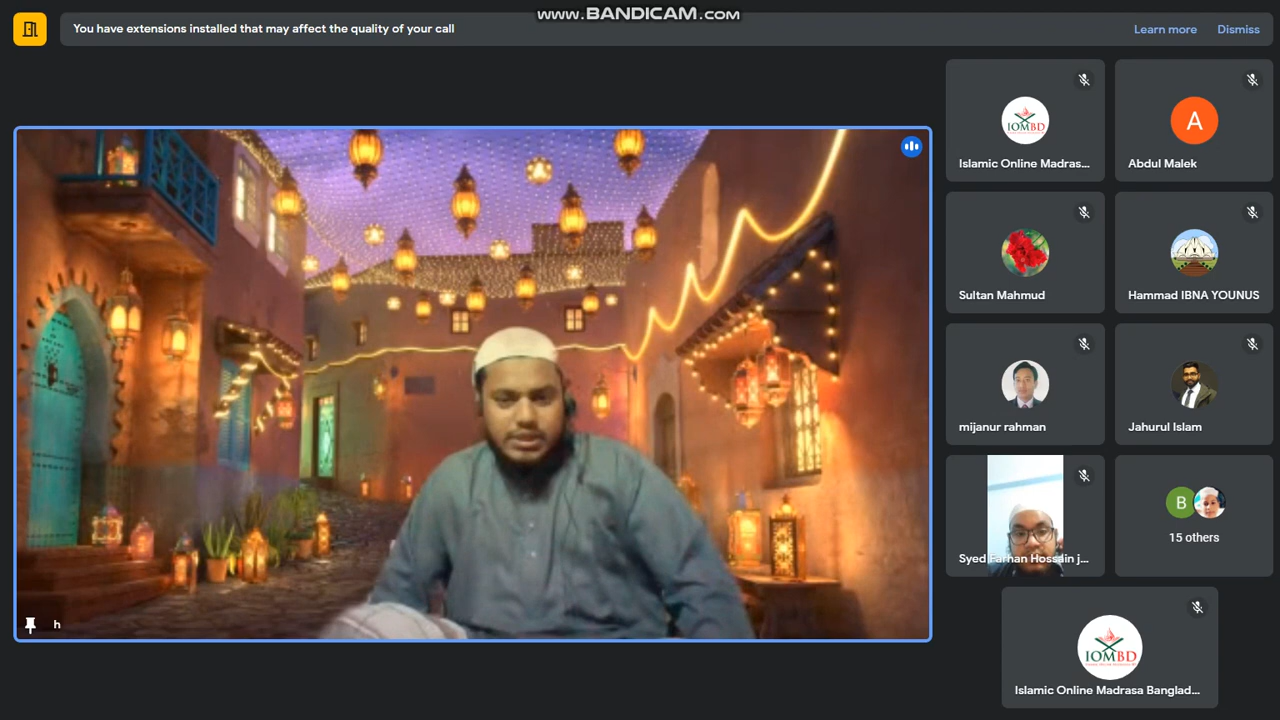 www.BANDICAM.com
You have extensions installed that may affect the quality of your call
Learn more
Dismiss
IOMBD
Islamic Online Madras...
A
Abdul Malek
Sultan Mahmud
Hammad IBNA YOUNUS
mijanur rahman
Jahurul Islam
Syed Farhan Hossain j...
B
15 others
h
IOMBD
Islamic Online Madrasa Banglad...